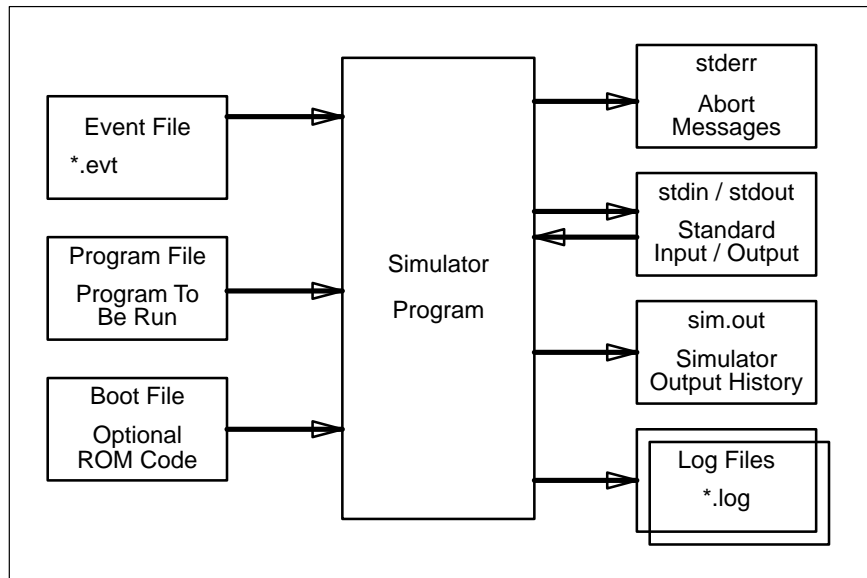 Event File
*.evt
Program File
Program To
Be Run
Boot File
Optional
ROM Code
Simulator
Program
stderr
Abort
Messages
stdin / stdout
Standard
Input / Output
sim.out
Simulator
Output History
Log Files
*.log